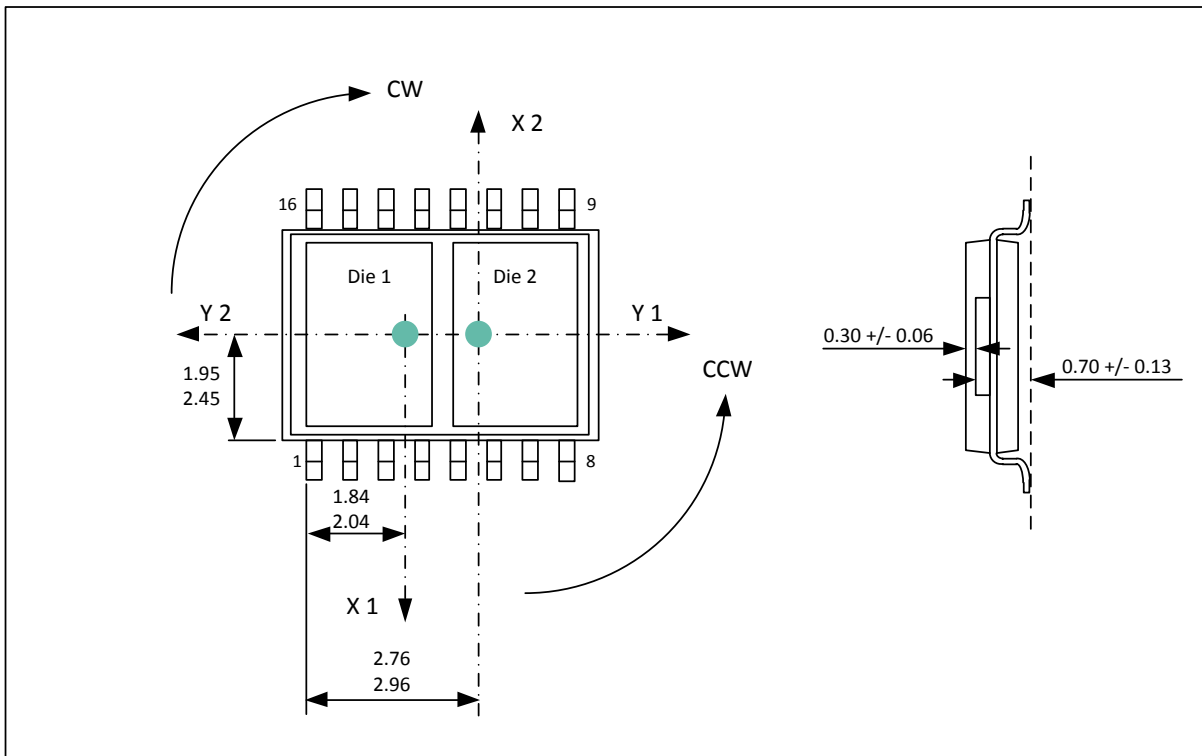 CW
X 2
16
9
Die 1
Die 2
Y 2
Y 1
1.95
2.45
CCW
1
8
1.84
2.04
X 1
2.76
2.96
0.30 +/- 0.06
0.70 +/- 0.13